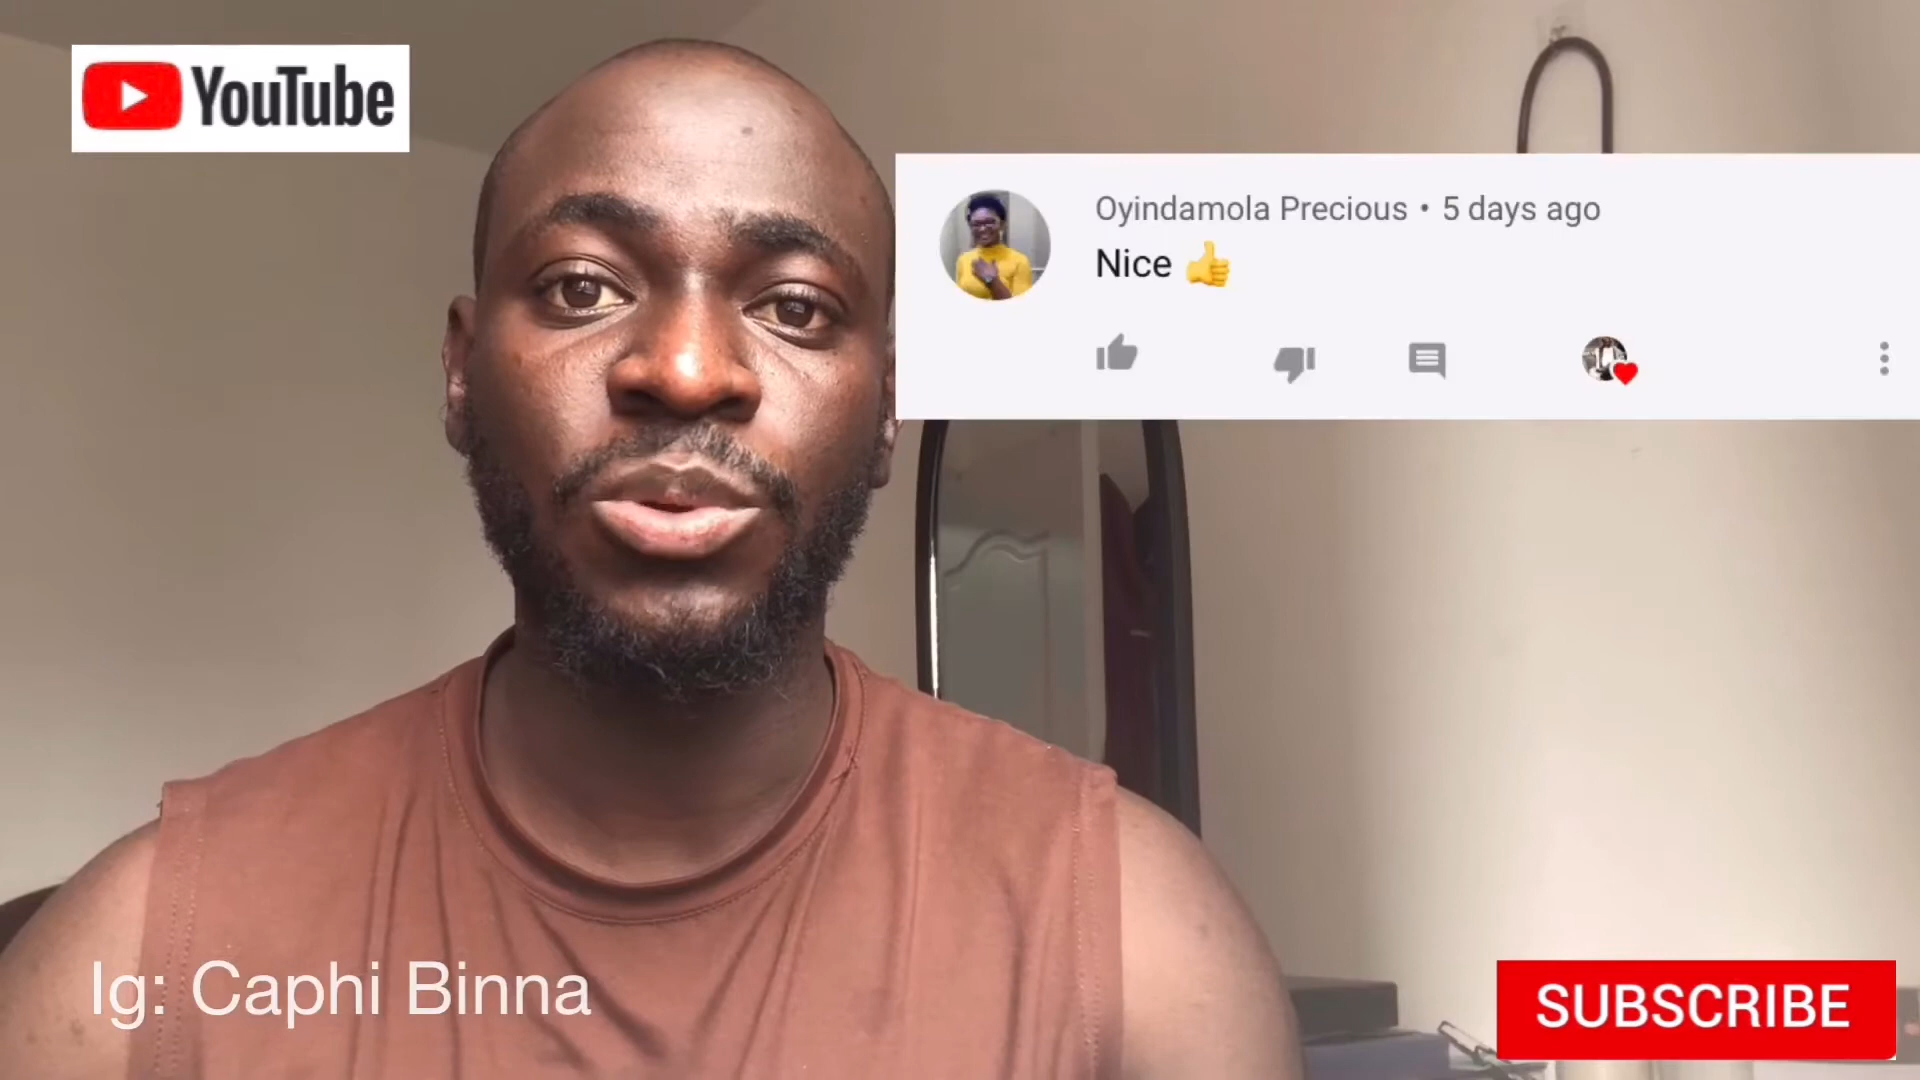 YouTube
Oyindamola Precious • 5 days ago
Nice 👍
Ig: Caphi Binna
SUBSCRIBE